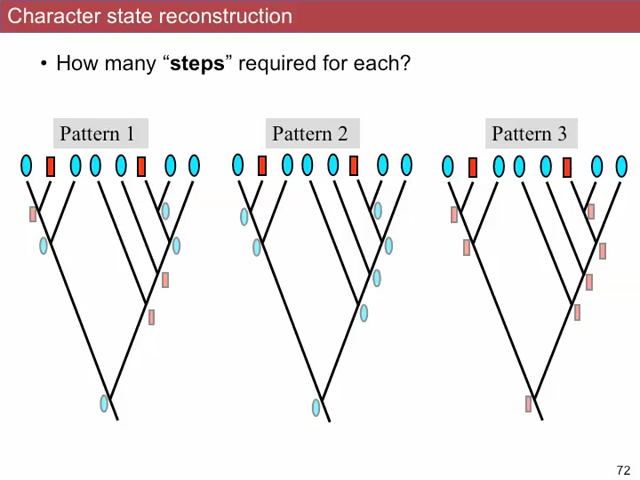 Character state reconstruction
• How many “steps” required for each?
Pattern 1
Pattern 2
Pattern 3
72